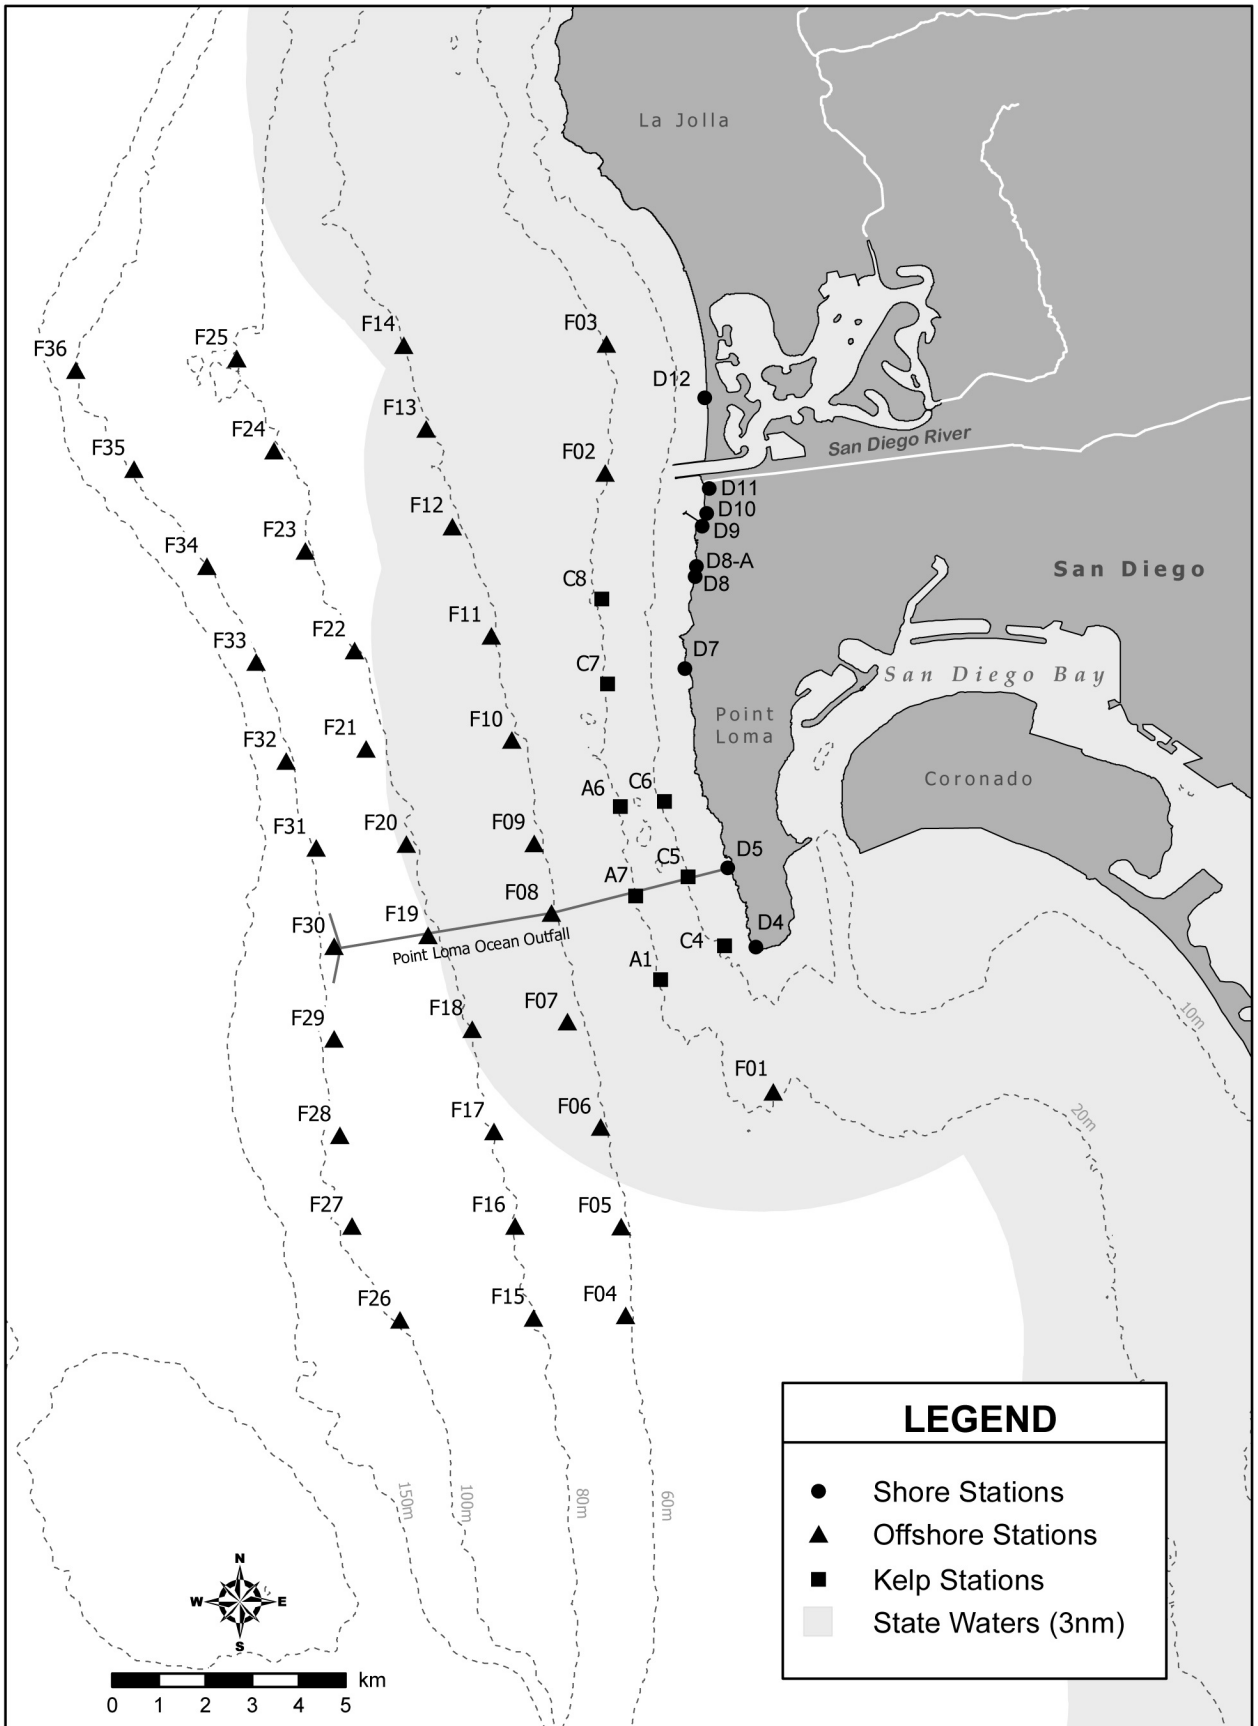 La Jolla
F14
F03
F36
F25
D12
F13
F24
San Diego River
F35
F02
D11
D10
F12
D9
F23
F34
D8-A
San Diego
C8
D8
F11
F22
F33
D7
C7
San Diego Bay
F10
Point
Loma
F21
F32
C6
Coronado
A6
F31
F20
F09
D5
C5
A7
F08
F30
F19
D4
Point Loma Ocean Outfall
C4
A1
F29
F18
F07
10m
F01
F28
F17
F06
20m
F27
F16
F05
F26
F15
F04
LEGEND
Shore Stations
Offshore Stations
Kelp Stations
State Waters (3nm)
150m
100m
80m
60m
N
W E
S
km
0 1 2 3 4 5